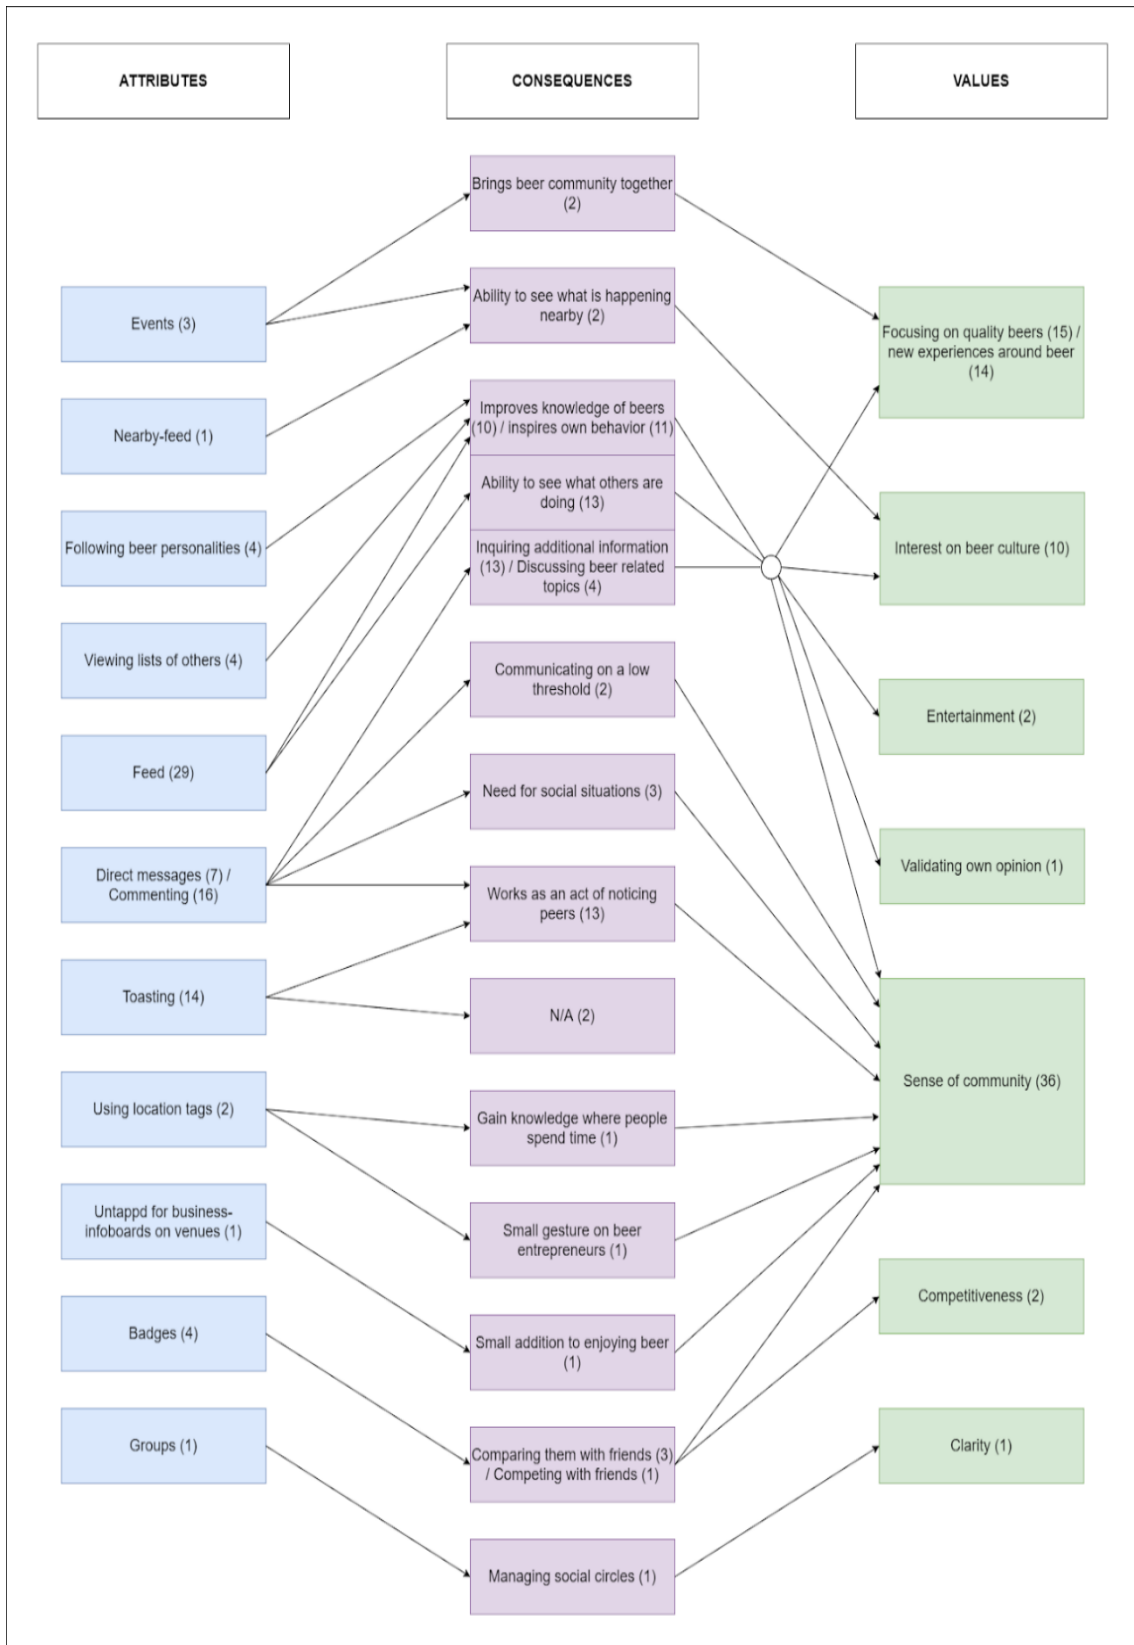 ATTRIBUTES
CONSEQUENCES
VALUES
Events (3)
Nearby-feed (1)
Following beer personalities (4)
Viewing lists of others (4)
Feed (29)
Direct messages (7) /
Commenting (16)
Toasting (14)
Using location tags (2)
Untappd for business-
infoboards on venues (1)
Badges (4)
Groups (1)
Brings beer community together
(2)
Ability to see what is happening
nearby (2)
Improves knowledge of beers
(10) / inspires own behavior (11)
Ability to see what others are
doing (13)
Inquiring additional information
(13) / Discussing beer related
topics (4)
Communicating on a low
threshold (2)
Need for social situations (3)
Works as an act of noticing
peers (13)
N/A (2)
Gain knowledge where people
spend time (1)
Small gesture on beer
entrepreneurs (1)
Small addition to enjoying beer
(1)
Comparing them with friends (3)
/ Competing with friends (1)
Managing social circles (1)
Focusing on quality beers (15) /
new experiences around beer
(14)
Interest on beer culture (10)
Entertainment (2)
Validating own opinion (1)
Sense of community (36)
Competitiveness (2)
Clarity (1)